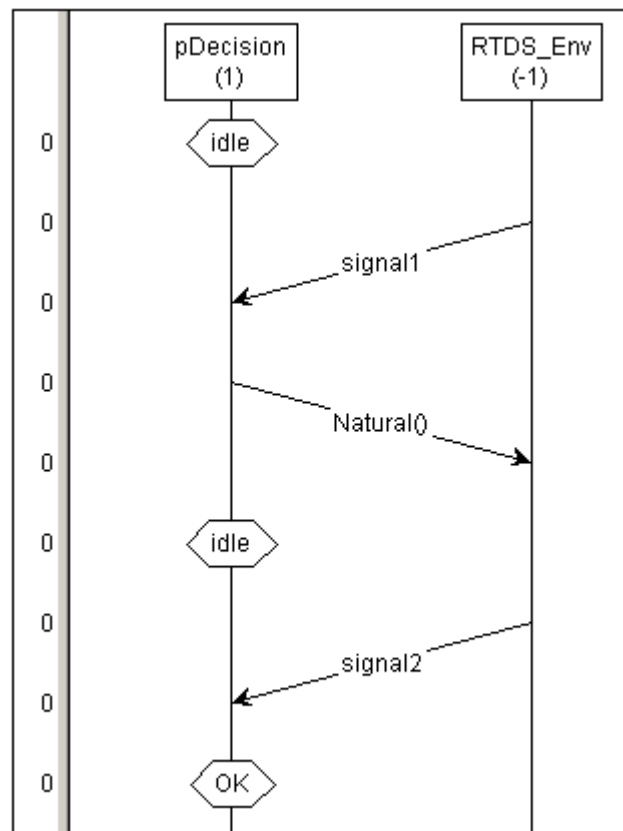 pDecision
(1)
RTDS_Env
(-1)
0
idle
0
signal1
0
0
Natural()
0
0
idle
0
signal2
0
0
OK